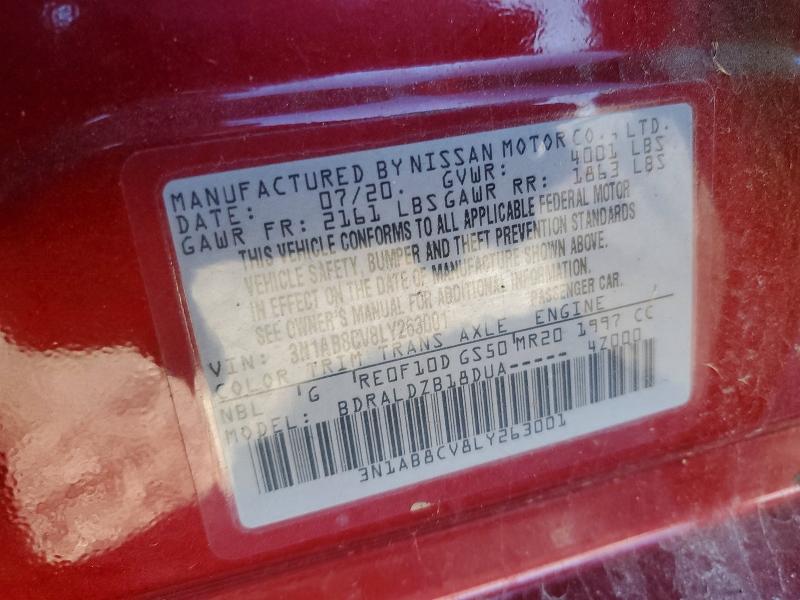 MANUFACTURED BY NISSAN MOTOR CO., LTD.
DATE: 07/20 GVWR: 4001 LBS
GAWR FR: 2161 LBS GAWR RR: 1863 LBS
THIS VEHICLE CONFORMS TO ALL APPLICABLE FEDERAL MOTOR
VEHICLE SAFETY, BUMPER AND THEFT PREVENTION STANDARDS
IN EFFECT ON THE DATE OF MANUFACTURE SHOWN ABOVE.
SEE OWNER'S MANUAL FOR ADDITIONAL INFORMATION.
VIN: 3N1AB8CV8LY263001 PASSENGER CAR.
COLOR TRIM TRANS AXLE ENGINE
NBL G RE0F10D GS50 MR20 1997 CC
MODEL: BDRALDZB18DUA----- 4Z000
3N1AB8CV8LY263001